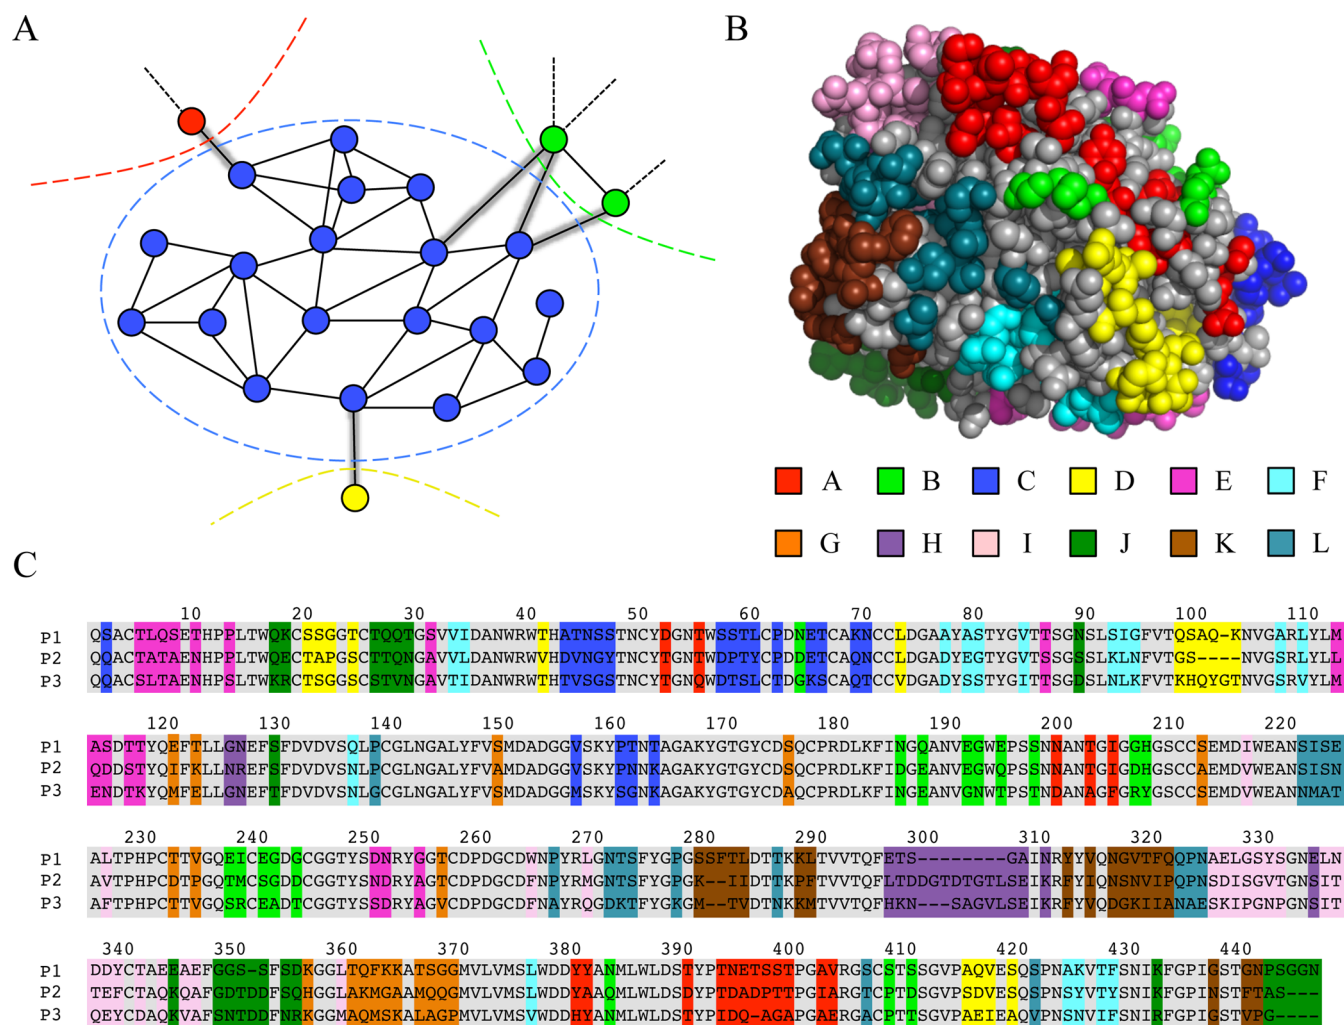 A
B
A B C D E F
G H I J K L
C
10 20 30 40 50 60 70 80 90 100 110
P1 QSACTLQSETHPPLTWQKCSSGGTCTQQTGSVVIDANWRWTHATNSSTNCYDGNTWSSTLCPDNETCAKNCCLDGAAYASTYGVTTSGNSLSIGFVTQSAQ-KNVGARLYLM
P2 QQACTATAENHPPLTWQECTAPGSCTTQNGAVVLDANWRWVHDVNGYTNCYTGNTWDPTYCPDDETCAQNCCLDGADYEGTYGVTSSGSSLKLNFVTGS----NVGSRLYLL
P3 QQACSLTAENHPSLTWKRCTSGGSCSTVNGAVTIDANWRWTHTVSGSTNCYTGNQWDTSLCTDGKSCAQTCCVDGADYSSTYGITTSGDSLNLKFVTKHQYGTNVGSRVYLM
120 130 140 150 160 170 180 190 200 210 220
P1 ASDTTYQEFTLLGNEFSFDVDVSQLPCGLNGALYFVSMDADGGVSKYPTNTAGAKYGTGYCDSQCPRDLKFINGQANVEGWEPSSNNANTGIGGHGSCCSEMDIWEANSISE
P2 QDDSTYQIFKLLNREFSFDVDVSNLPCGLNGALYFVAMDADGGVSKYPNNKAGAKYGTGYCDSQCPRDLKFIDGEANVEGWQPSSNNANTGIGDHGSCCAEMDVWEANSISN
P3 ENDTKYQMFELLGNEFTFDVDVSNLPCGLNGALYFVSMDADGGMSKYSGNKAGAKYGTGYCDAQCPRDLKFINGEANVGNWTPSTNDANAGFGRYGSCCSEMDIWEANNMAT
230 240 250 260 270 280 290 300 310 320 330
P1 ALTPHPCTTVGQEICEGDGCGGTYSDNRYGGTCDPDGCDWNPYRLGNTSFYGPGSSFTLDTTKKLTVVTQFETS--------GAINRYYVQNGVTFQQPNAELGSYSGNELN
P2 AVTPHPCDTPGQTMCSGDDCGGTYSNDRYAGTCDPDGCDFNPYRMGNTSFYGPGK--IIDTTKPFTVVTQFLTDDGTDTGTLSEIKRFYIQNSNVIPQPNSDISGVTGNSIT
P3 AFTPHPCTTVGQSRCEADTCGGTYSSDRYAGVCDPDGCDFNAYRQGDKTFYGKGM--TVDTNKKMTVVTQFHKN---SAGVLSEIKRFYVQDGKIIANAESKIPGNPGNSIT
340 350 360 370 380 390 400 410 420 430 440
P1 DDYCTAEEAEFGGS-SFSDKGGLTQFKKATSGGMVLVMSLWDDYYANMLWLDSTYPTNETSSTPGAVRGSCSTSSGVPAQVESQSPNAKVTFSNIKFGPIGSTGNPSGGN
P2 TEFCTAQKQAFGDTDDFSQHGGLAKMGAAMQQGMVLVMSLWDDYAAQMLWLDSDYPTDADPTTPGIARGTCPTDSGVPSDVESQSPNSYVTYSNIKFGPINSTFTAS----
P3 QEYCDAQKVAFSNTDDFNRKGGMAQMSKALAGPMVLVMSVWDDHYANMLWLDSTYPIDQ-AGAPGAERGACPTTSGVPAEIEAQVPNSNVIFSNIRFGPIGSTVPG----